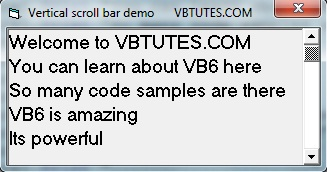 Vertical scroll bar demo VBTUTES.COM
Welcome to VBTUTES.COM
You can learn about VB6 here
So many code samples are there
VB6 is amazing
Its powerful